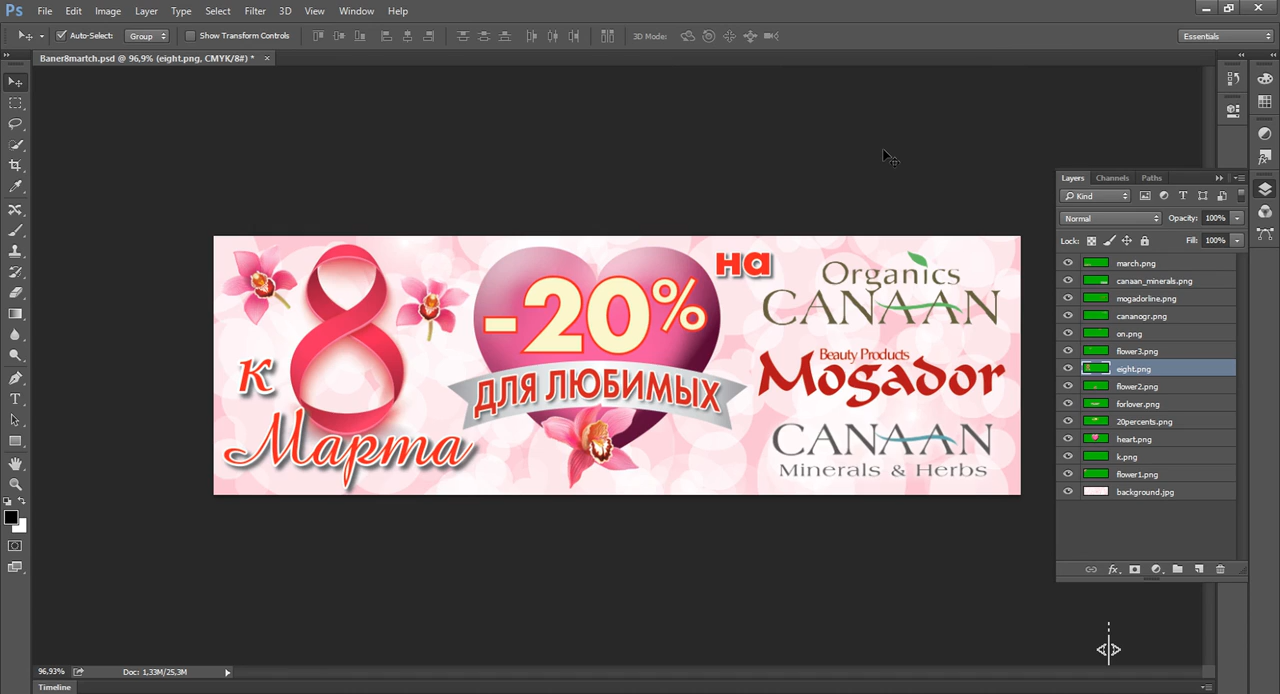 Ps File Edit Image Layer Type Select Filter 3D View Window Help
Auto-Select: Group Show Transform Controls 3D Mode: Essentials
Baner8martch.psd @ 96,9% (eight.png, CMYK/8#) * ×
8
к
Марта
-20%
ДЛЯ ЛЮБИМЫХ
на
Organics
CANAAN
Beauty Products
Mogador
CANAAN
Minerals & Herbs
Layers Channels Paths
Kind
Normal Opacity: 100%
Lock: Fill: 100%
march.png
canaan_minerals.png
mogadorline.png
cananogr.png
on.png
flower3.png
eight.png
flower2.png
forlover.png
20percents.png
heart.png
k.png
flower1.png
background.jpg
fx
96,93% Doc: 1,33M/25,3M
Timeline